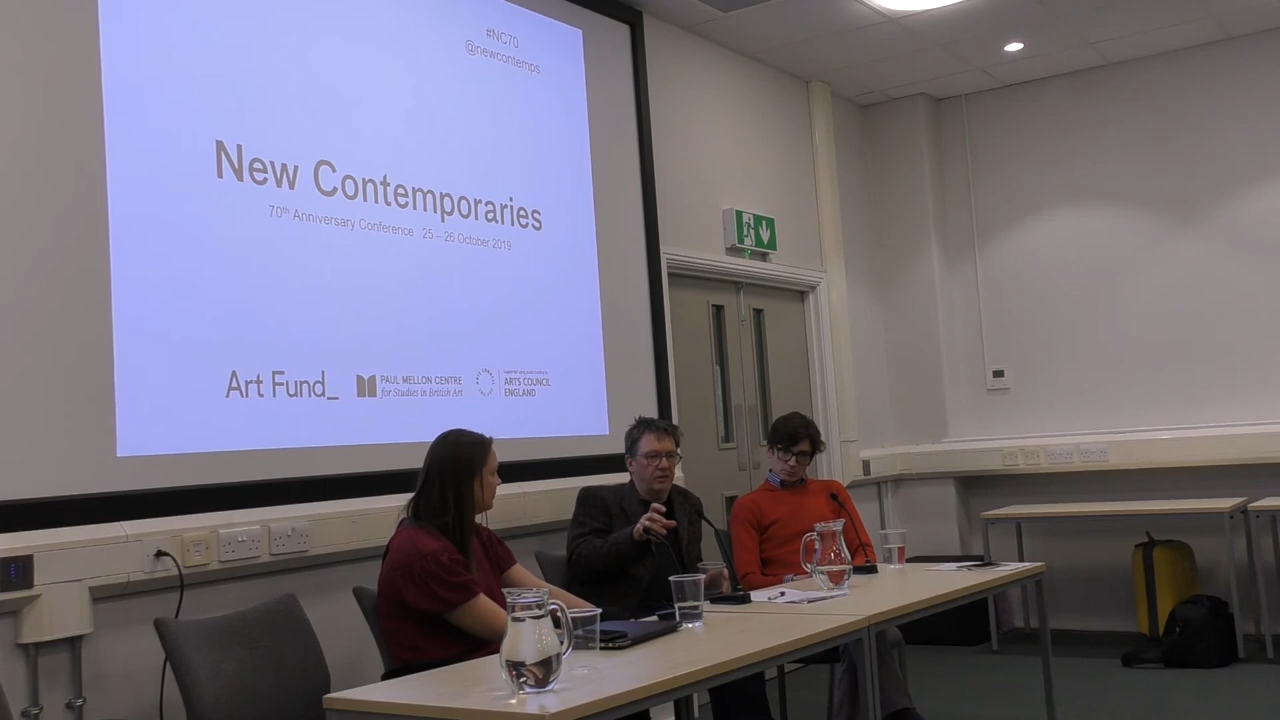 #NC70
@newcontemps
New Contemporaries
70th Anniversary Conference 25 – 26 October 2019
Art Fund_
PAUL MELLON CENTRE
for Studies in British Art
ARTS COUNCIL
ENGLAND